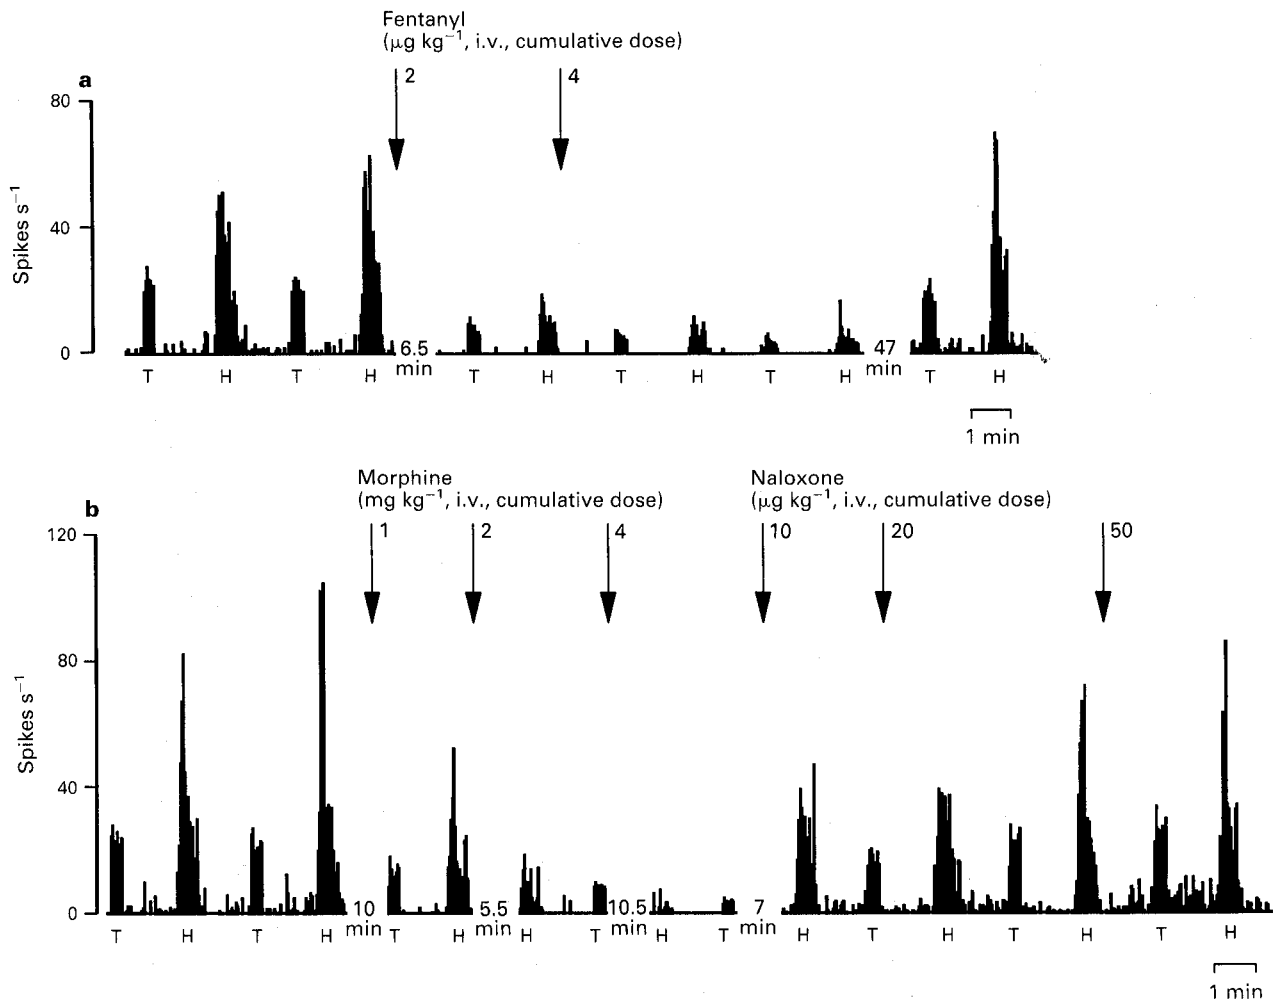 Fentanyl
(μg kg⁻¹, i.v., cumulative dose)
a
2
4
80
40
0
Spikes s⁻¹
6.5
min
47
min
T H T H T H T H T H T H
1 min
Morphine
(mg kg⁻¹, i.v., cumulative dose)
Naloxone
(μg kg⁻¹, i.v., cumulative dose)
b
1
2
4
10
20
50
120
80
40
0
Spikes s⁻¹
10
min
5.5
min
10.5
min
7
min
T H T H T H H T H T H T H T H T H
1 min